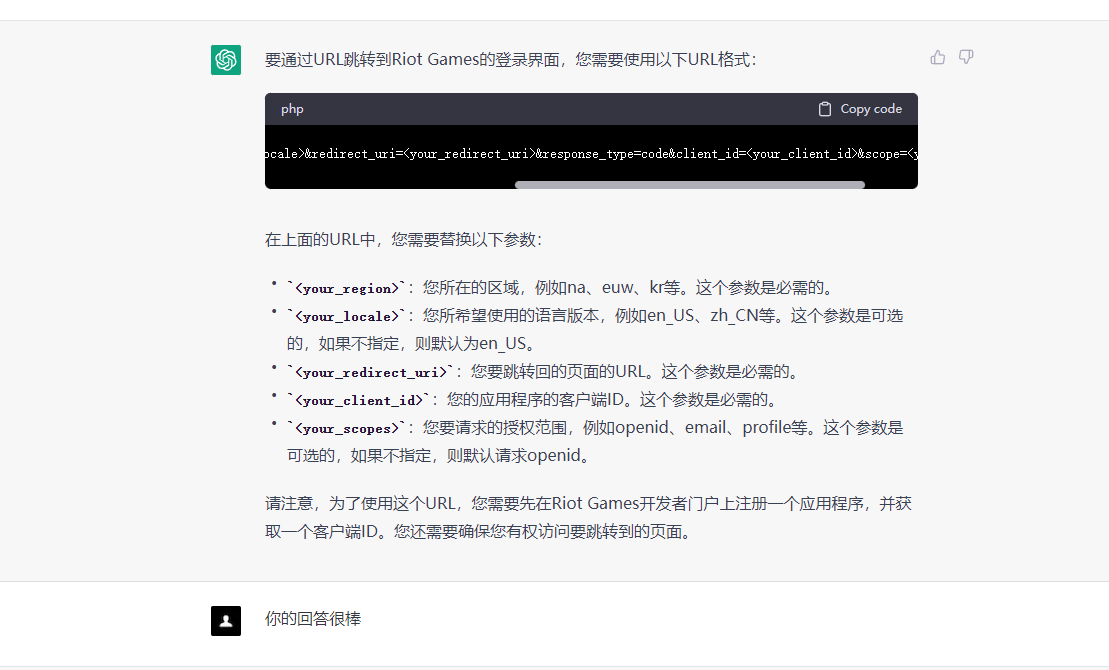 要通过URL跳转到Riot Games的登录界面，您需要使用以下URL格式：
php
Copy code
ocale>&redirect_uri=<your_redirect_uri>&response_type=code&client_id=<your_client_id>&scope=<y
在上面的URL中，您需要替换以下参数：
• `<your_region>`：您所在的区域，例如na、euw、kr等。这个参数是必需的。
• `<your_locale>`：您所希望使用的语言版本，例如en_US、zh_CN等。这个参数是可选
的，如果不指定，则默认为en_US。
• `<your_redirect_uri>`：您要跳转回的页面的URL。这个参数是必需的。
• `<your_client_id>`：您的应用程序的客户端ID。这个参数是必需的。
• `<your_scopes>`：您要请求的授权范围，例如openid、email、profile等。这个参数是
可选的，如果不指定，则默认请求openid。
请注意，为了使用这个URL，您需要先在Riot Games开发者门户上注册一个应用程序，并获
取一个客户端ID。您还需要确保您有权访问要跳转到的页面。
你的回答很棒